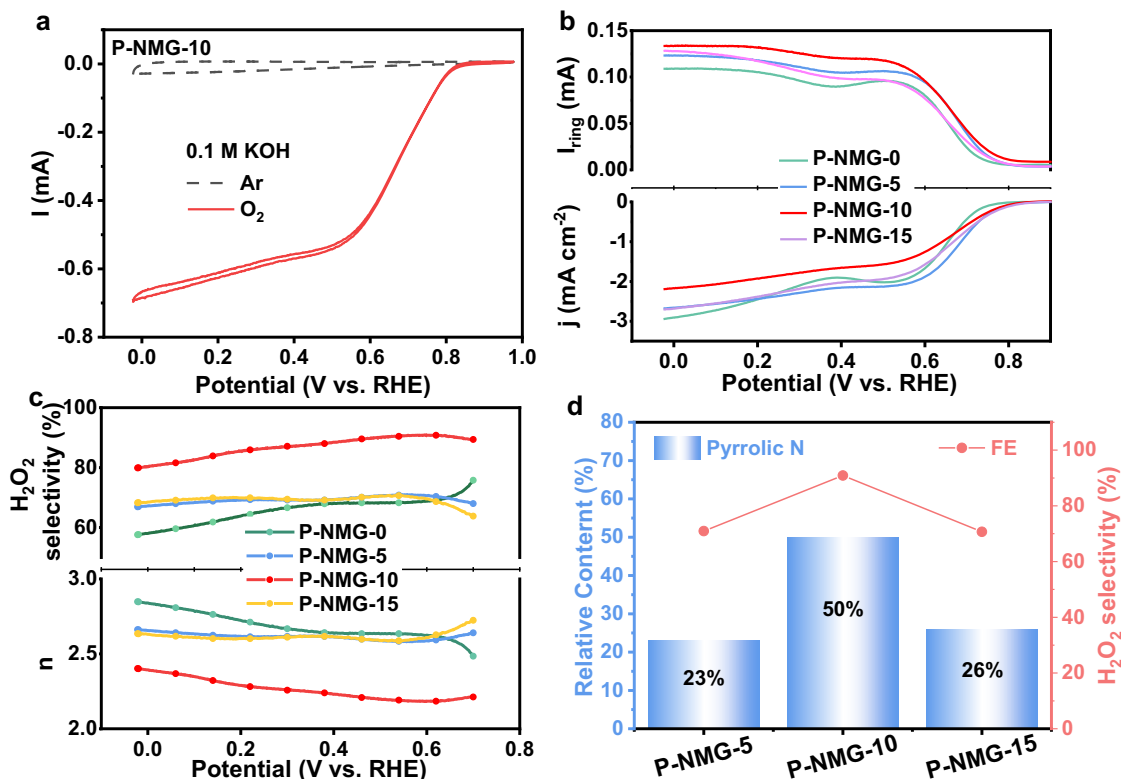 a
P-NMG-10
0.0
-0.2
-0.4
-0.6
-0.8
I (mA)
0.1 M KOH
Ar
O₂
0.0 0.2 0.4 0.6 0.8 1.0
Potential (V vs. RHE)
b
0.15
0.10
0.05
0.00
I_ring (mA)
P-NMG-0
P-NMG-5
P-NMG-10
P-NMG-15
0
-1
-2
-3
j (mA cm⁻²)
0.0 0.2 0.4 0.6 0.8
Potential (V vs. RHE)
c
100
80
60
H₂O₂
selectivity (%)
P-NMG-0
P-NMG-5
P-NMG-10
P-NMG-15
3.0
2.5
2.0
n
0.0 0.2 0.4 0.6 0.8
Potential (V vs. RHE)
d
80
70
60
50
40
30
20
10
0
Relative Conternt (%)
Pyrrolic N
FE
23%
50%
26%
100
80
60
40
20
0
H₂O₂ selectivity (%)
P-NMG-5
P-NMG-10
P-NMG-15